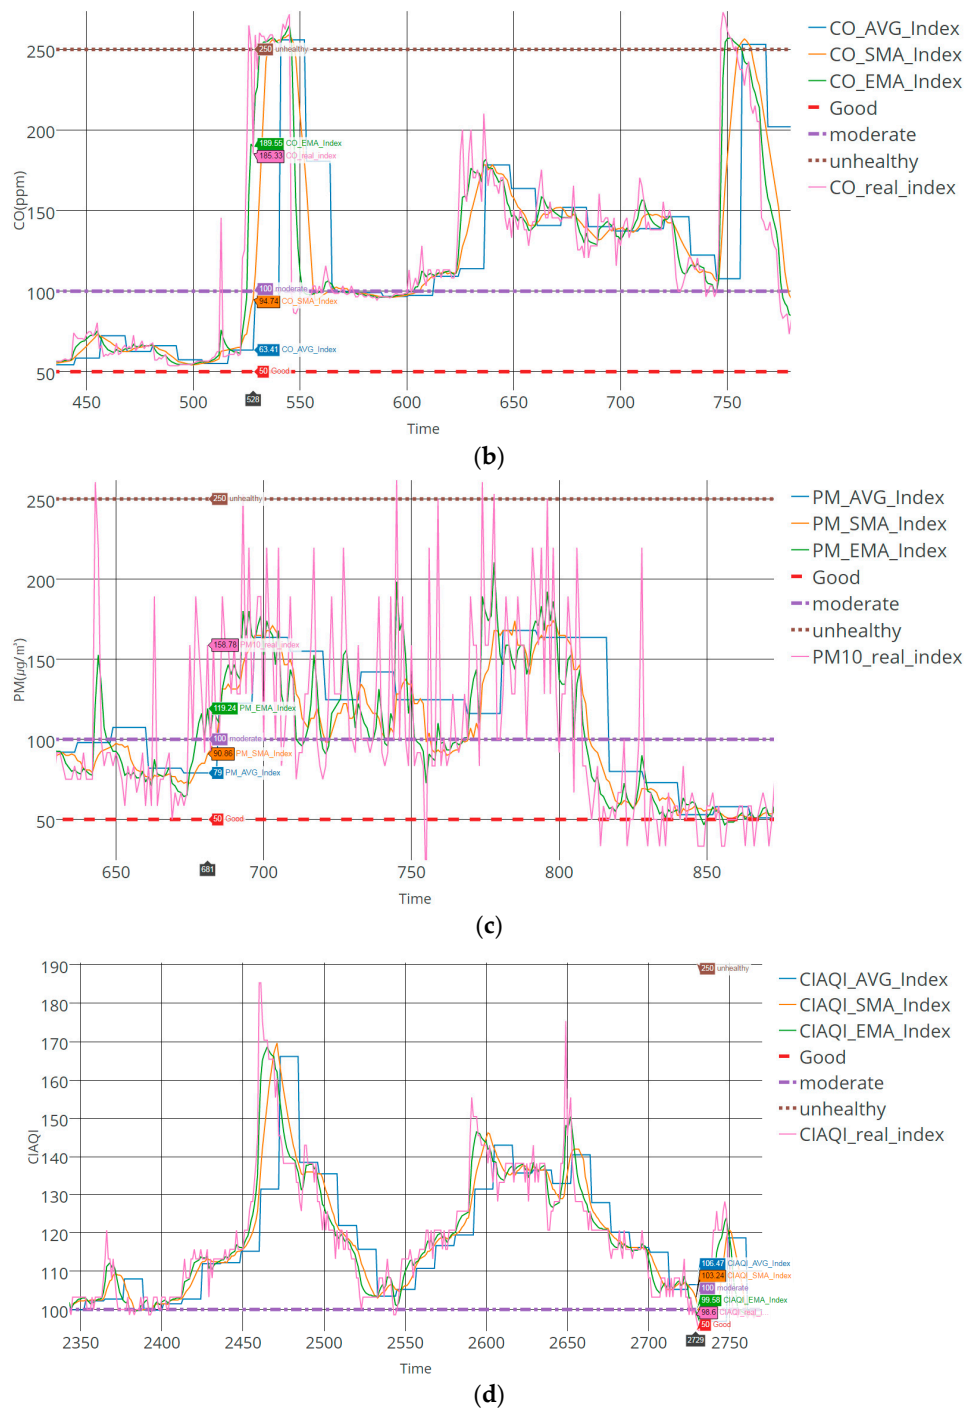 250
200
150
100
50
CO(ppm)
450
500
550
600
650
700
750
Time
528
250 unhealthy
189.55 CO_EMA_Index
185.33 CO_real_index
100 moderate
94.74 CO_SMA_Index
63.41 CO_AVG_Index
50 Good
CO_AVG_Index
CO_SMA_Index
CO_EMA_Index
Good
moderate
unhealthy
CO_real_index
(b)
250
200
150
100
50
PM(μg/m³)
650
700
750
800
850
Time
681
250 unhealthy
158.78 PM10_real_index
119.24 PM_EMA_Index
100 moderate
90.86 PM_SMA_Index
79 PM_AVG_Index
50 Good
PM_AVG_Index
PM_SMA_Index
PM_EMA_Index
Good
moderate
unhealthy
PM10_real_index
(c)
190
180
170
160
150
140
130
120
110
100
CIAQI
2350
2400
2450
2500
2550
2600
2650
2700
2750
Time
2729
250 unhealthy
106.47 CIAQI_AVG_Index
103.24 CIAQI_SMA_Index
100 moderate
99.58 CIAQI_EMA_Index
98.6 CIAQI_real_i...
50 Good
CIAQI_AVG_Index
CIAQI_SMA_Index
CIAQI_EMA_Index
Good
moderate
unhealthy
CIAQI_real_index
(d)